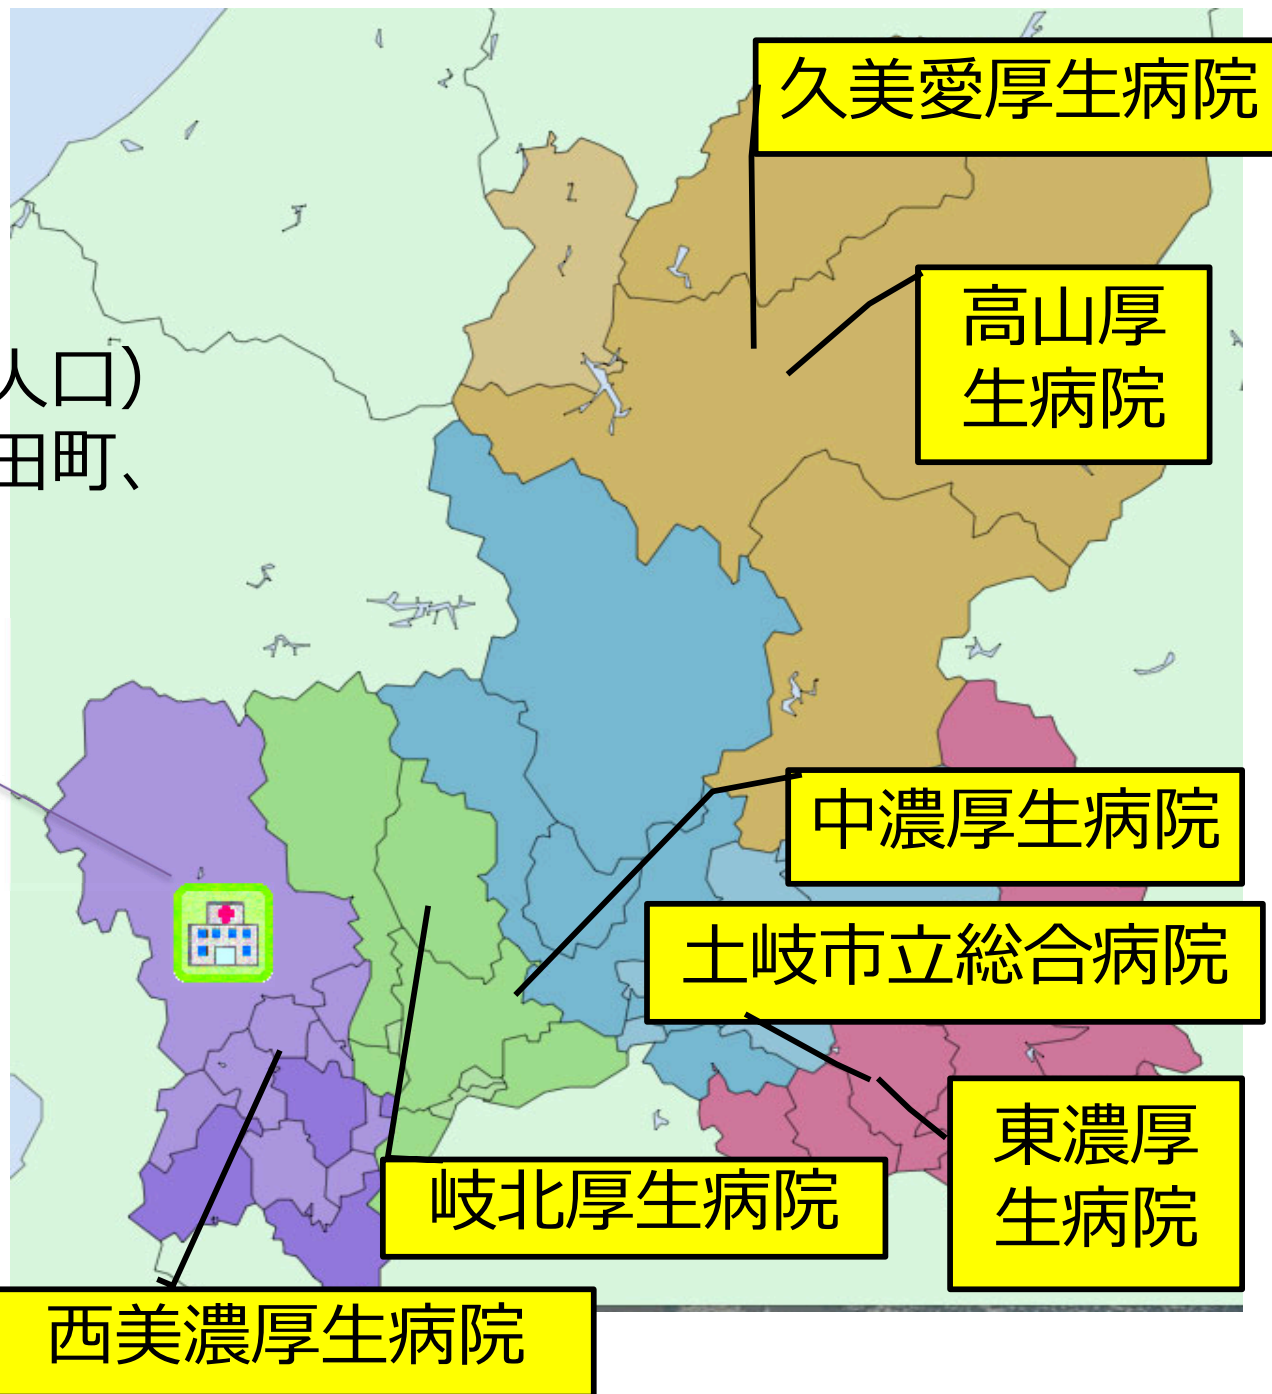 久美愛厚生病院
高山厚
生病院
人口）
田町、
中濃厚生病院
土岐市立総合病院
東濃厚
生病院
岐北厚生病院
西美濃厚生病院